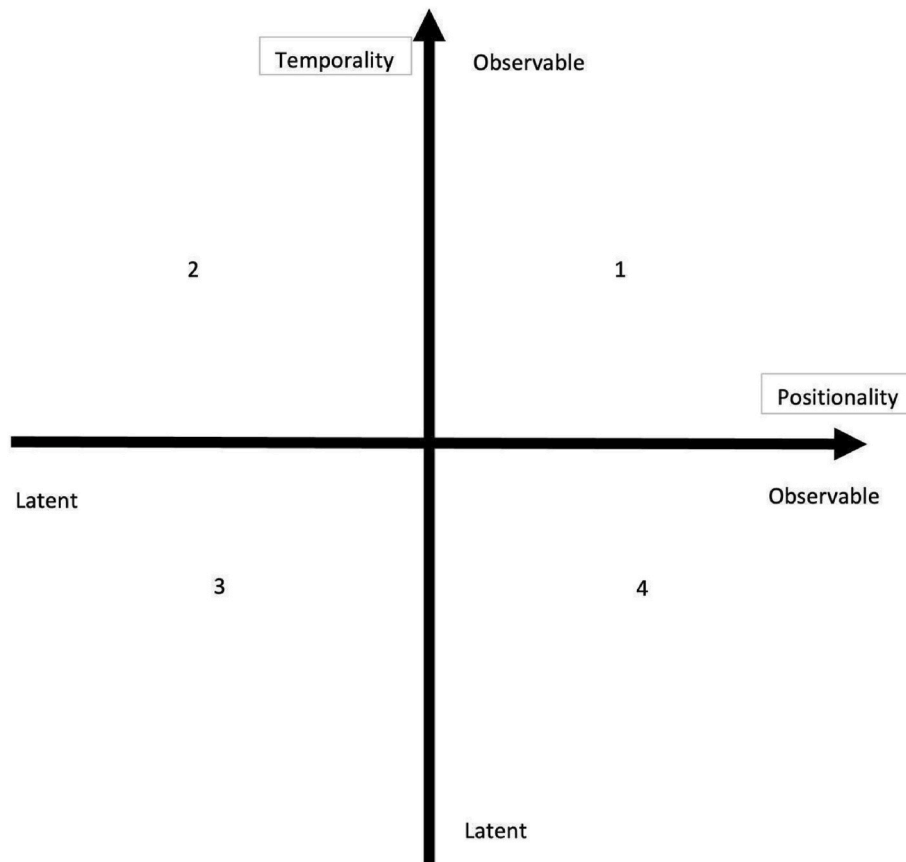 Temporality
Observable
2
1
Positionality
Latent
Observable
3
4
Latent